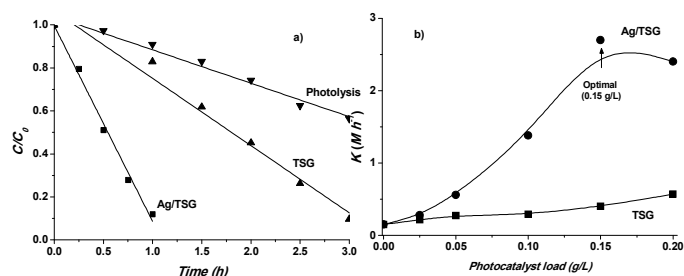 a)
C/C0
1.0
0.8
0.6
0.4
0.2
0.0
Photolysis
TSG
Ag/TSG
0.0 0.5 1.0 1.5 2.0 2.5 3.0
Time (h)
b)
K (M h⁻¹)
3
2
1
0
Ag/TSG
Optimal
(0.15 g/L)
TSG
0.00 0.05 0.10 0.15 0.20
Photocatalyst load (g/L)